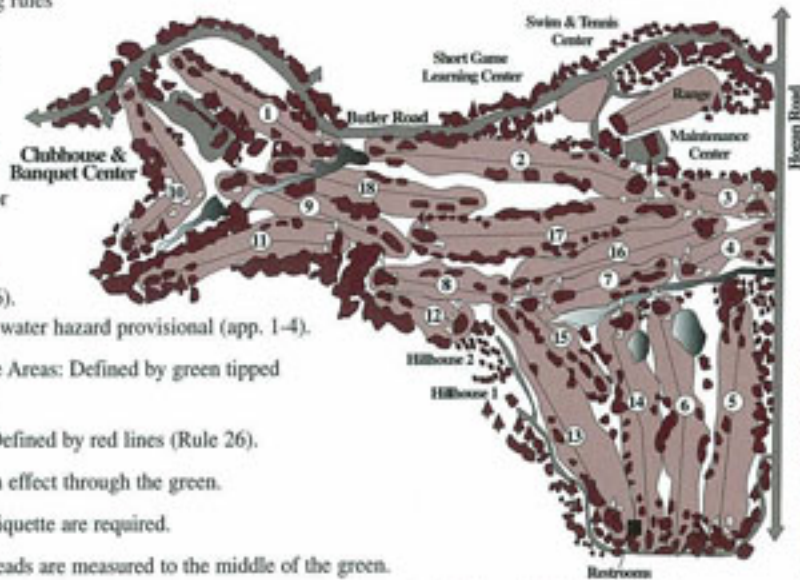 rules
Swim & Tennis
Center
Short Game
Learning Center
Range
Butler Road
Maintenance
Center
Hogan Road
Clubhouse &
Banquet Center
1
2
3
10
18
9
17
4
11
16
8
7
12
15
water hazard provisional (app. 1-4).
Hillhouse 2
Areas: Defined by green tipped
Hillhouse 1
14
6
5
13
Defined by red lines (Rule 26).
effect through the green.
are required.
are measured to the middle of the green.
Restrooms